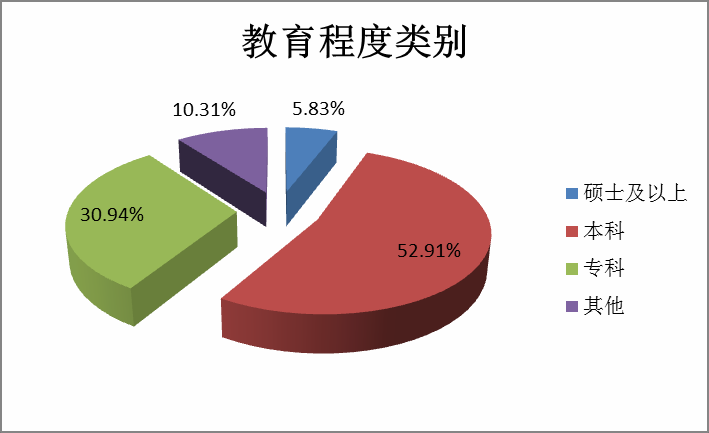 教育程度类别
10.31%
5.83%
30.94%
52.91%
硕士及以上
本科
专科
其他